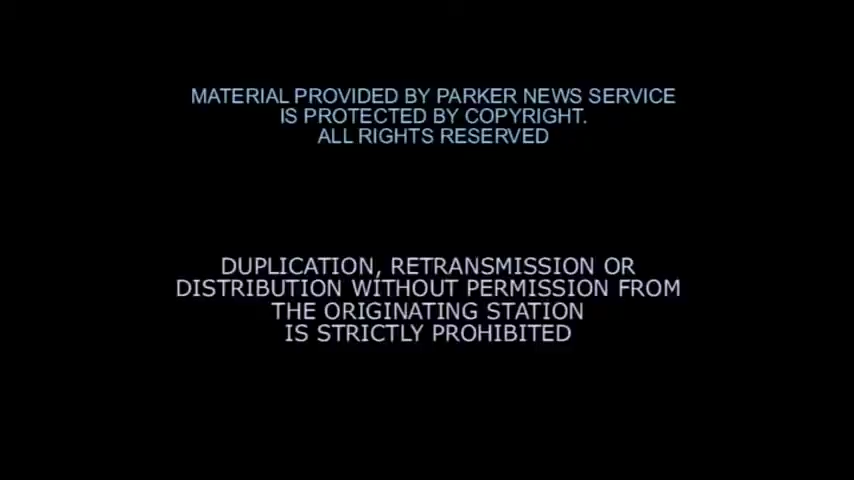 MATERIAL PROVIDED BY PARKER NEWS SERVICE
IS PROTECTED BY COPYRIGHT.
ALL RIGHTS RESERVED
DUPLICATION, RETRANSMISSION OR
DISTRIBUTION WITHOUT PERMISSION FROM
THE ORIGINATING STATION
IS STRICTLY PROHIBITED